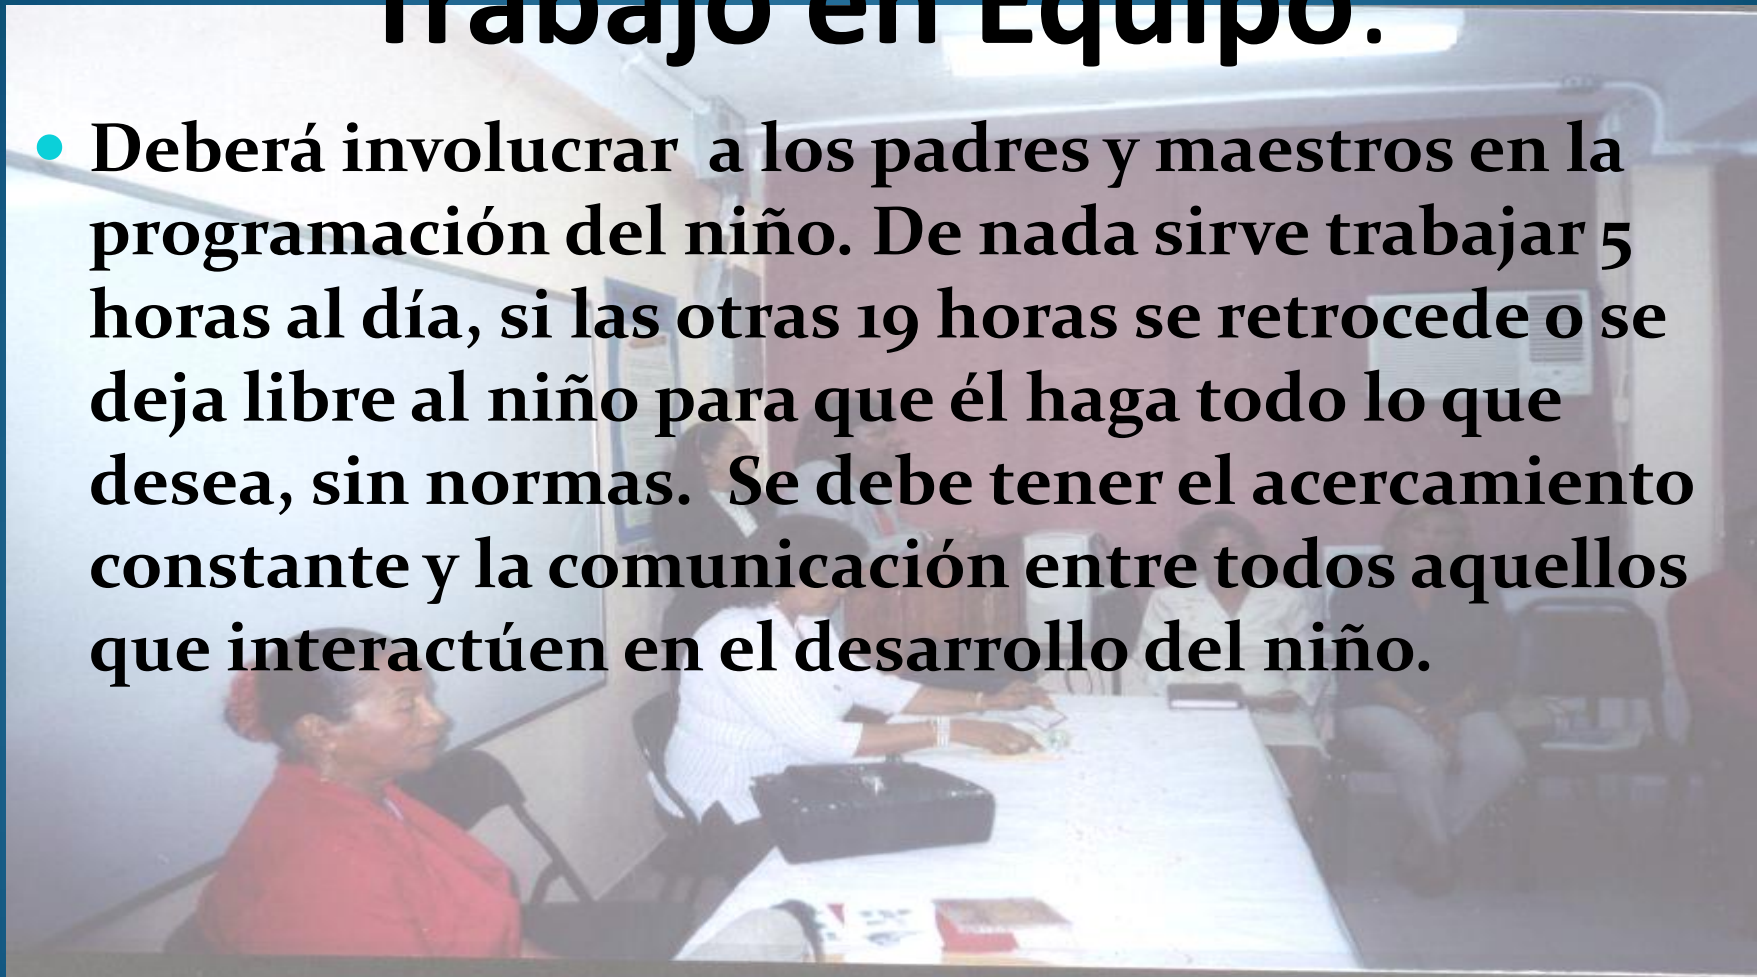 Trabajo en Equipo.
• Deberá involucrar  a los padres y maestros en la
programación del niño. De nada sirve trabajar 5
horas al día, si las otras 19 horas se retrocede o se
deja libre al niño para que él haga todo lo que
desea, sin normas.  Se debe tener el acercamiento
constante y la comunicación entre todos aquellos
que interactúen en el desarrollo del niño.